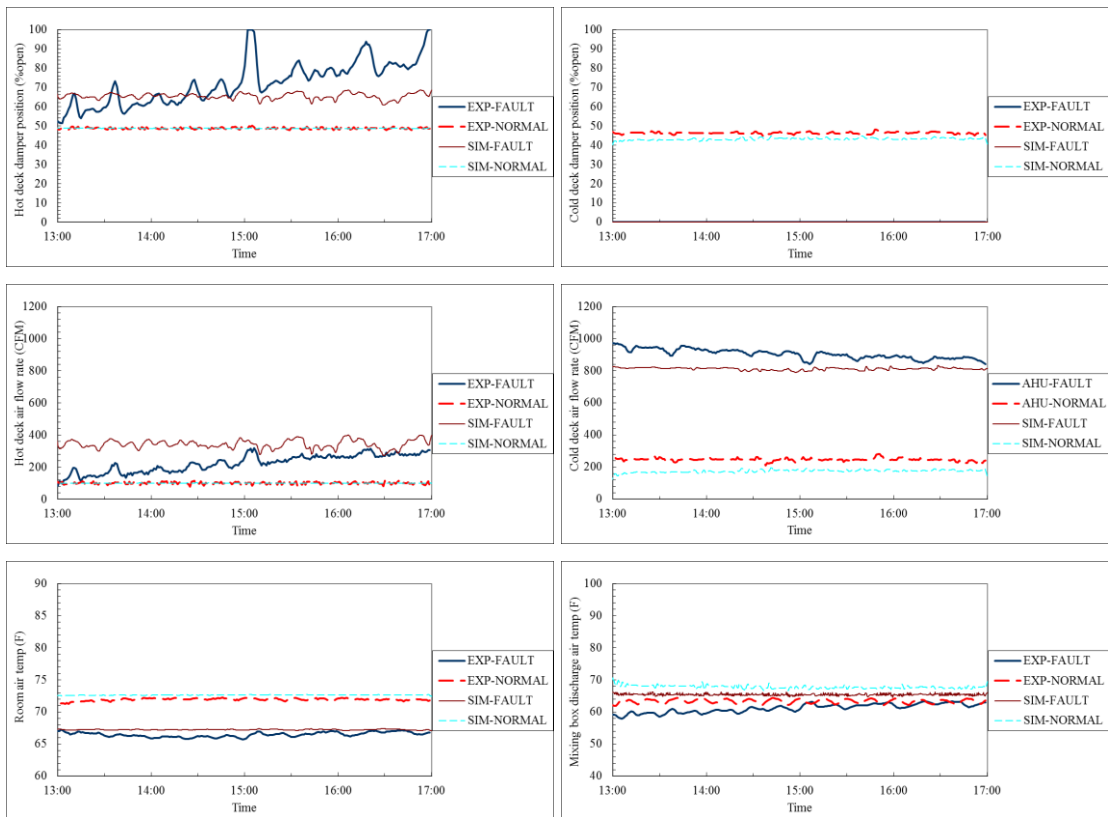 Hot deck damper position (%open)
100
90
80
70
60
50
40
30
20
10
0
13:00 14:00 15:00 16:00 17:00
Time
EXP-FAULT
EXP-NORMAL
SIM-FAULT
SIM-NORMAL
Cold deck damper position (%open)
100
90
80
70
60
50
40
30
20
10
0
13:00 14:00 15:00 16:00 17:00
Time
EXP-FAULT
EXP-NORMAL
SIM-FAULT
SIM-NORMAL
Hot deck air flow rate (CFM)
1200
1000
800
600
400
200
0
13:00 14:00 15:00 16:00 17:00
Time
EXP-FAULT
EXP-NORMAL
SIM-FAULT
SIM-NORMAL
Cold deck air flow rate (CFM)
1200
1000
800
600
400
200
0
13:00 14:00 15:00 16:00 17:00
Time
AHU-FAULT
AHU-NORMAL
SIM-FAULT
SIM-NORMAL
Room air temp (F)
90
85
80
75
70
65
60
13:00 14:00 15:00 16:00 17:00
Time
EXP-FAULT
EXP-NORMAL
SIM-FAULT
SIM-NORMAL
Mixing box discharge air temp (F)
100
90
80
70
60
50
40
13:00 14:00 15:00 16:00 17:00
Time
EXP-FAULT
EXP-NORMAL
SIM-FAULT
SIM-NORMAL